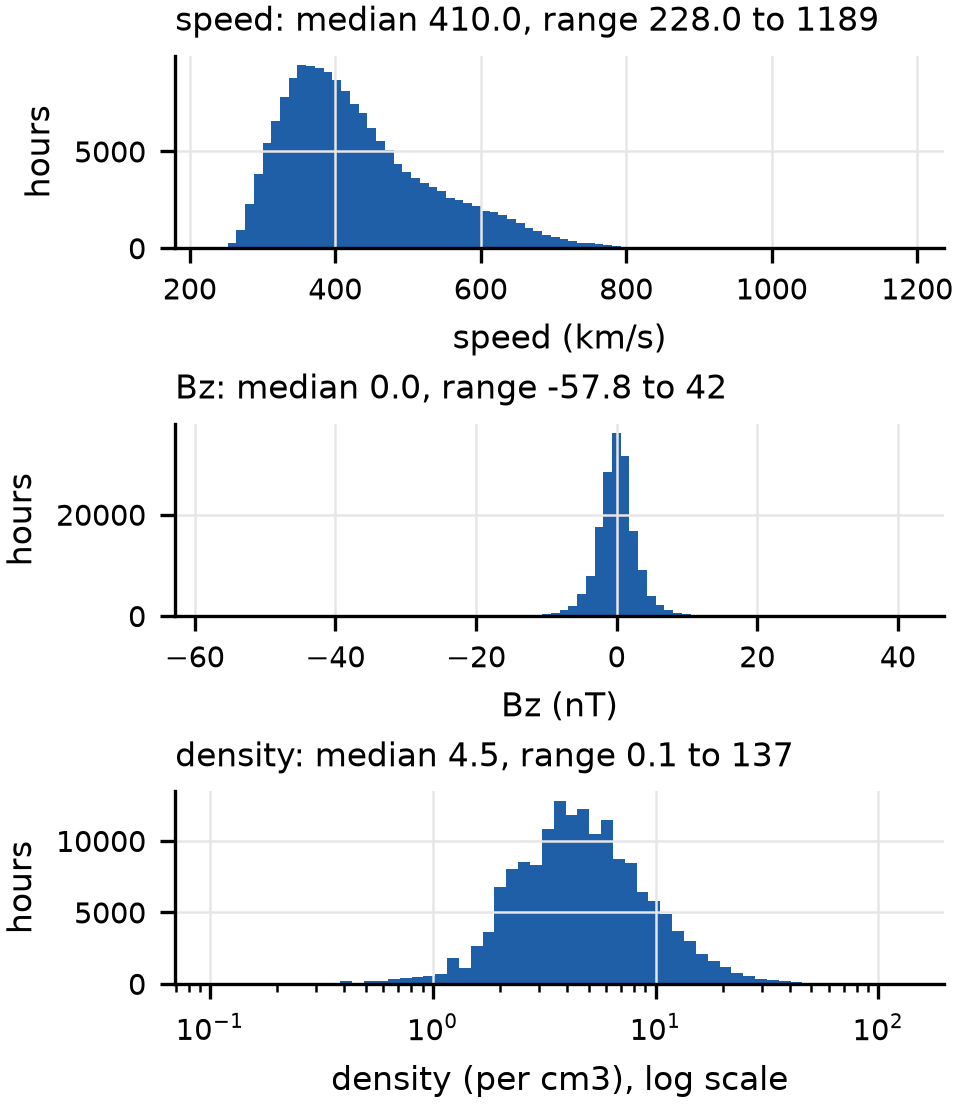 speed: median 410.0, range 228.0 to 1189
hours
5000
0
200 400 600 800 1000 1200
speed (km/s)
Bz: median 0.0, range -57.8 to 42
hours
20000
0
−60 −40 −20 0 20 40
Bz (nT)
density: median 4.5, range 0.1 to 137
hours
10000
5000
0
10⁻¹ 10⁰ 10¹ 10²
density (per cm3), log scale